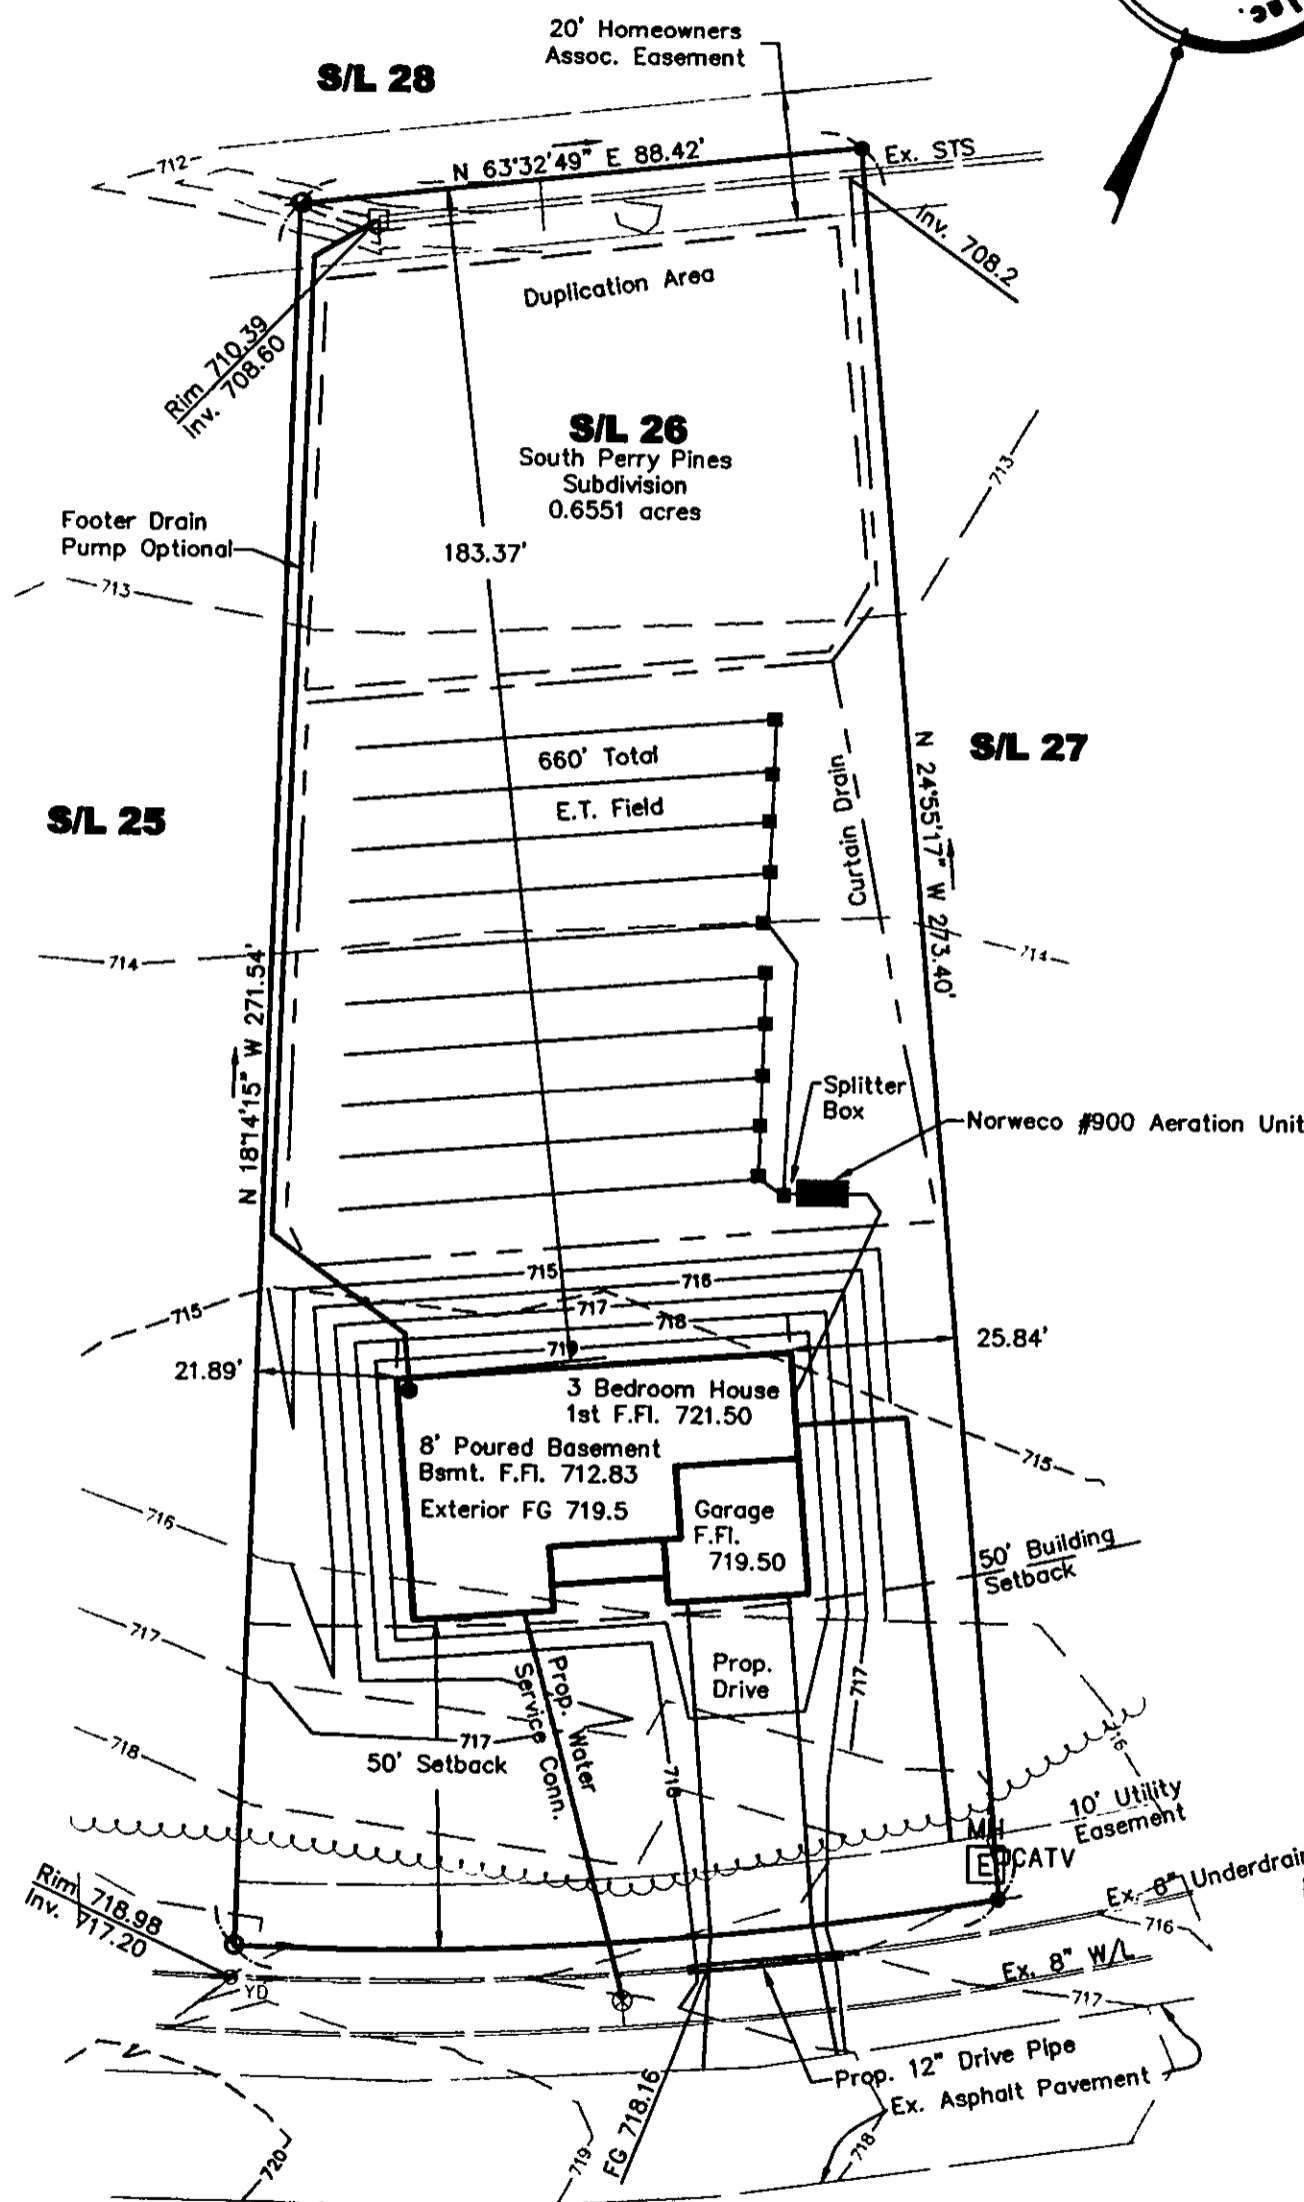 Inc.
20' Homeowners
Assoc. Easement
S/L 28
712
N 63°32'49" E 88.42'
Ex. STS
Inv. 708.2
Duplication Area
Rim 710.39
Inv. 708.60
S/L 26
South Perry Pines
Subdivision
0.6551 acres
713
Footer Drain
Pump Optional
183.37'
713
660' Total
E.T. Field
S/L 27
S/L 25
Curtain Drain
N 24°55'17" W 273.40'
714
714
N 18°14'15" W 271.54'
Splitter
Box
Norweco #900 Aeration Unit
715
716
717
718
719
715
21.89'
25.84'
3 Bedroom House
1st F.Fl. 721.50
8' Poured Basement
Bsmt. F.Fl. 712.83
Exterior FG 719.5
Garage
F.Fl.
719.50
715
716
50' Building
Setback
717
Prop.
Drive
717
Prop. Water
Service Conn.
717
718
50' Setback
718
716
10' Utility
Easement
MH
E
CATV
Rim 718.98
Inv. 717.20
Ex. 6" Underdrain
716
YD
Ex. 8" W/L
717
Prop. 12" Drive Pipe
Ex. Asphalt Pavement
FG 718.16
718
720
719